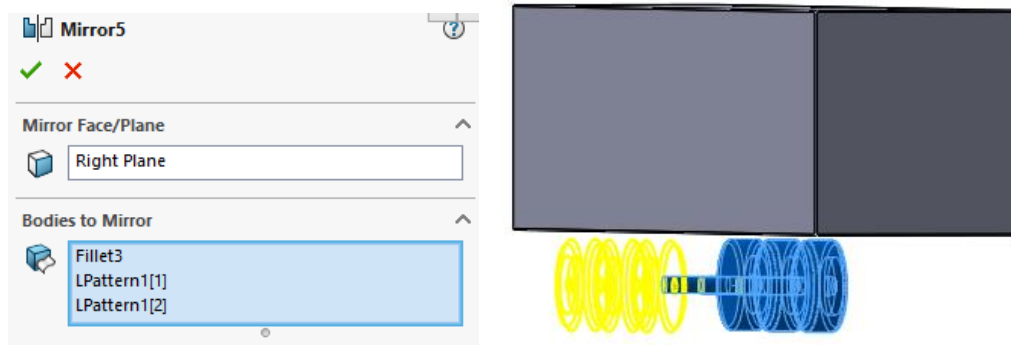 Mirror5
Mirror Face/Plane
Right Plane
Bodies to Mirror
Fillet3
LPattern1[1]
LPattern1[2]